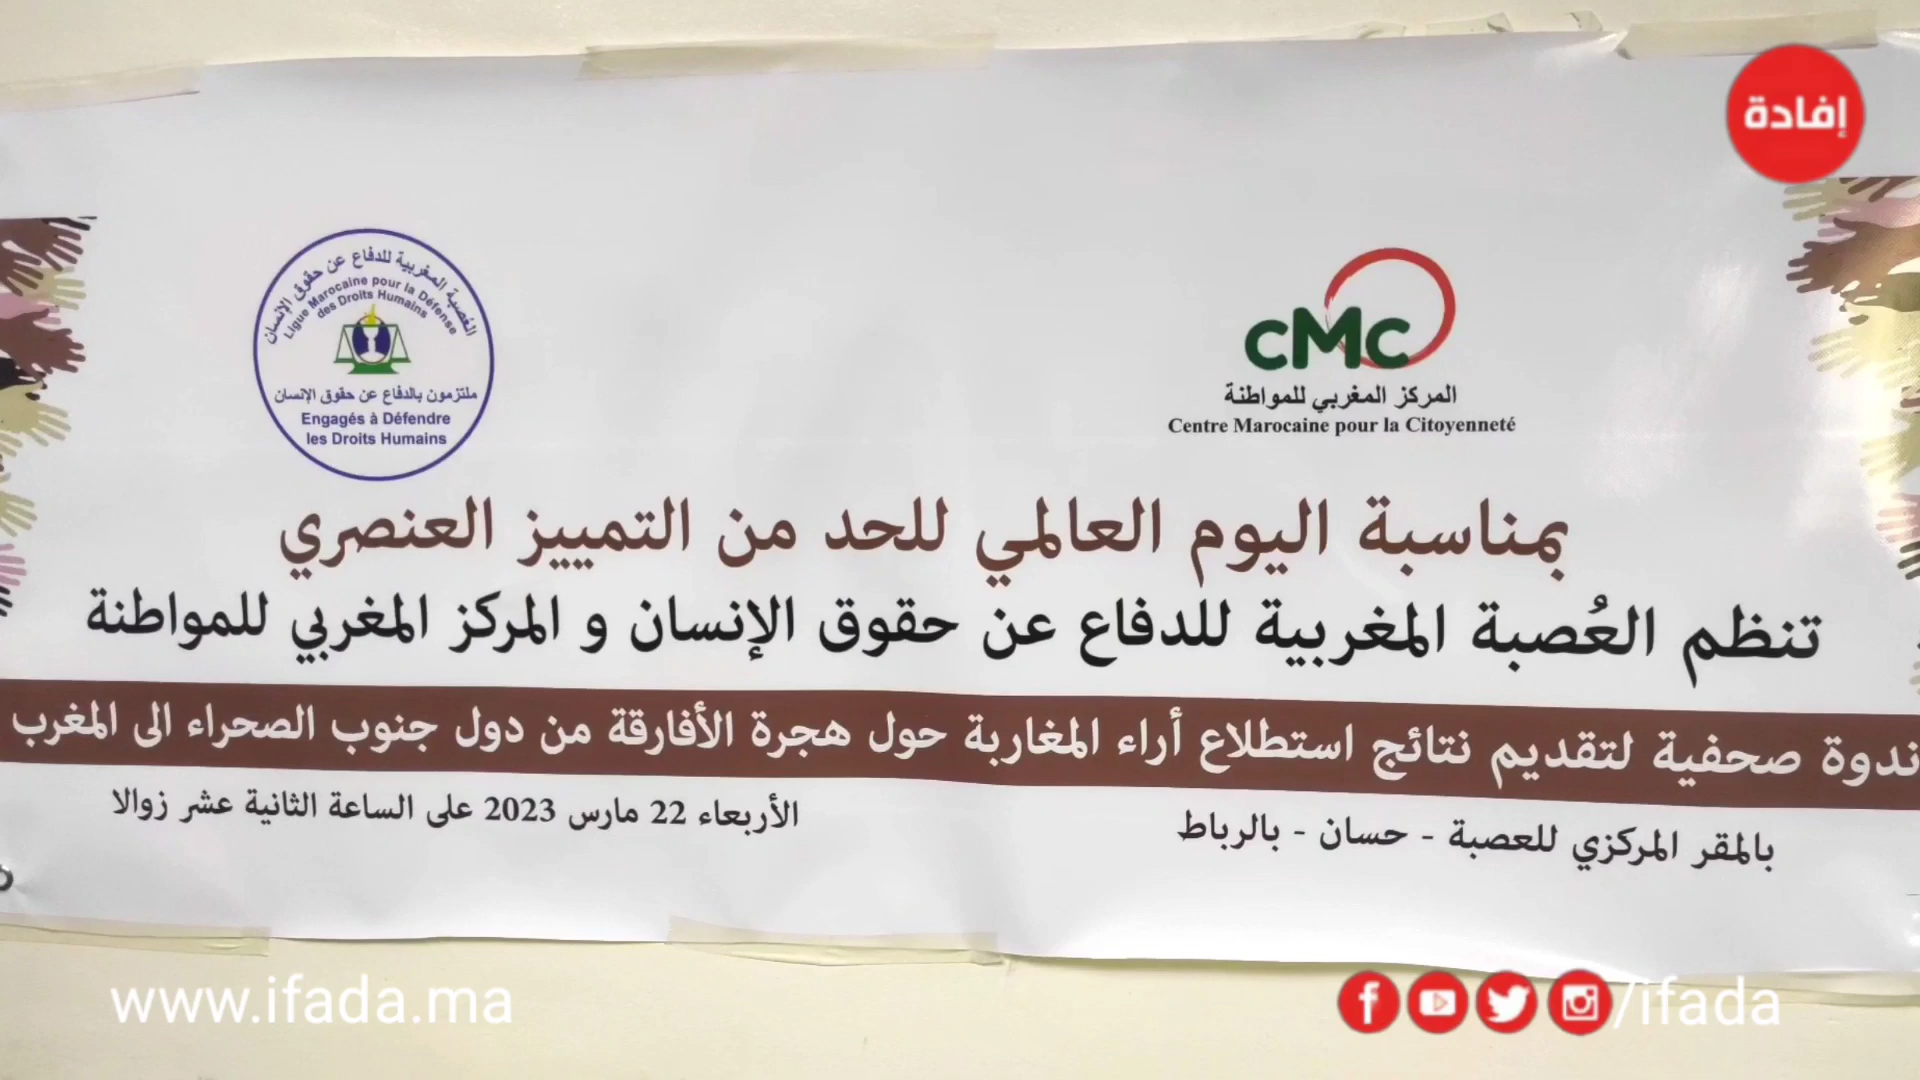 إفادة
العصبة المغربية للدفاع عن حقوق الإنسان
Ligue Marocaine pour la Défense
des Droits Humains
ملتزمون بالدفاع عن حقوق الإنسان
Engagés à Défendre
les Droits Humains
CMC
المركز المغربي للمواطنة
Centre Marocaine pour la Citoyenneté
بمناسبة اليوم العالمي للحد من التمييز العنصري
تنظم العُصبة المغربية للدفاع عن حقوق الإنسان و المركز المغربي للمواطنة
ندوة صحفية لتقديم نتائج استطلاع أراء المغاربة حول هجرة الأفارقة من دول جنوب الصحراء الى المغرب
بالمقر المركزي للعصبة - حسان - بالرباط
الأربعاء 22 مارس 2023 على الساعة الثانية عشر زوالا
www.ifada.ma
/ifada